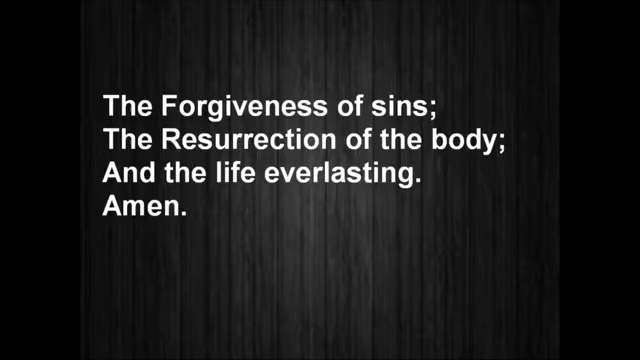 The Forgiveness of sins;
The Resurrection of the body;
And the life everlasting.
Amen.